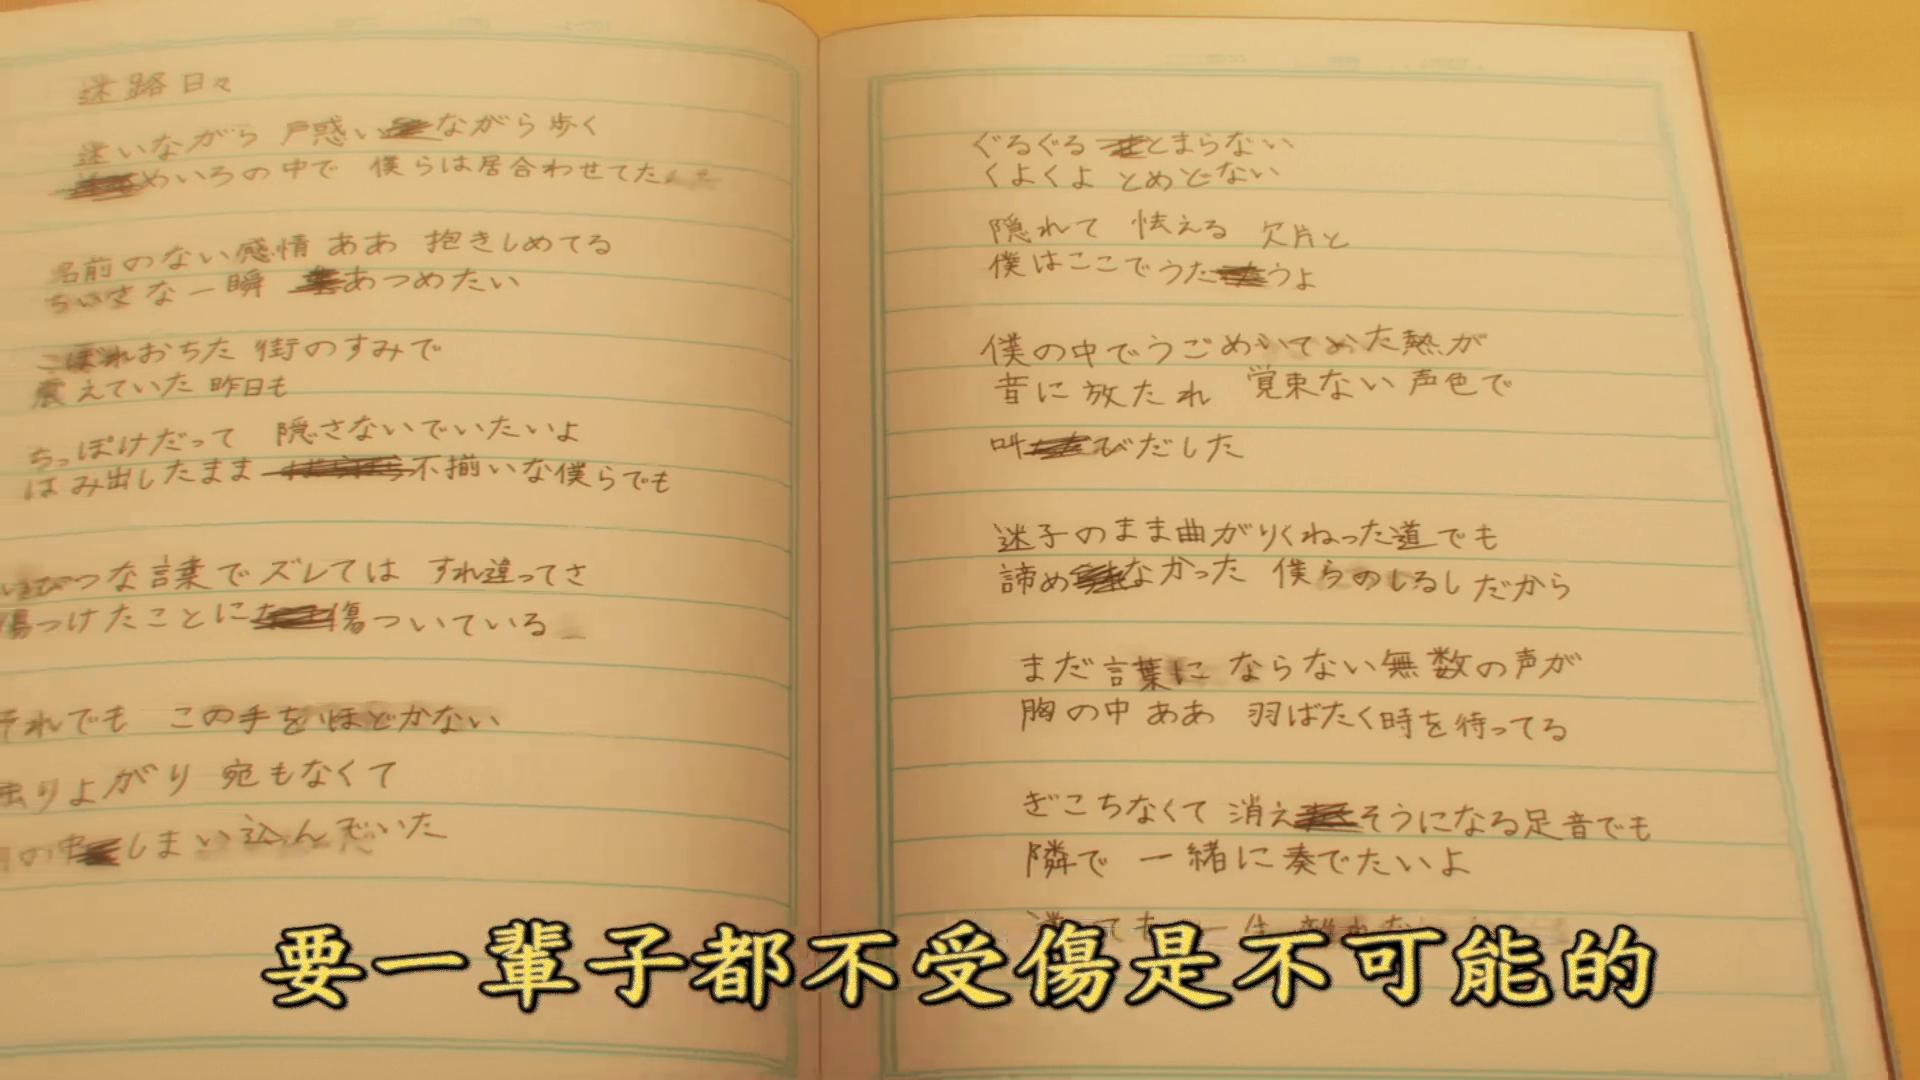 迷路日々
迷いながら 戸惑いながら歩く
めいろの中で 僕らは居合わせてた
名前のない感情 ああ 抱きしめてる
ちいさな一瞬 あつめたい
こぼれおちた 街のすみで
震えていた 昨日も
ちっぽけだって 隠さないでいたいよ
はみ出したまま 不揃いな僕らでも
いびつな言葉でズレては すれ違ってさ
傷つけたことに傷ついている
それでも この手をほどかない
りよがり 宛もなくて
の中 しまい込んでいた
ぐるぐる とまらない
くよくよ とめどない
隠れて 怯える 欠片と
僕はここでうたうよ
僕の中でうごめいてた熱が
音に放たれ 覚束ない声色で
叫びだした
迷子のまま曲がりくねった道でも
諦めなかった 僕らのしるしだから
まだ言葉に ならない無数の声が
胸の中 ああ 羽ばたく時を待ってる
ぎこちなくて 消えそうになる足音でも
隣で 一緒に奏でたいよ
要一輩子都不受傷是不可能的